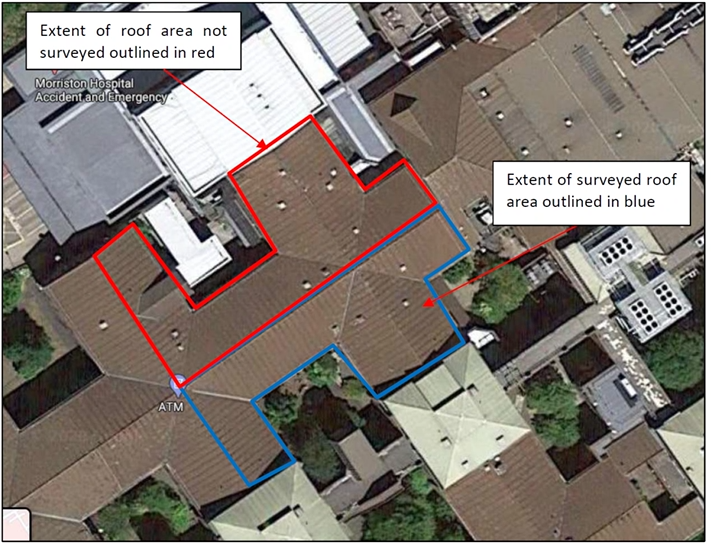 Extent of roof area not
surveyed outlined in red
Morriston Hospital
Accident and Emergency
Extent of surveyed roof
area outlined in blue
ATM